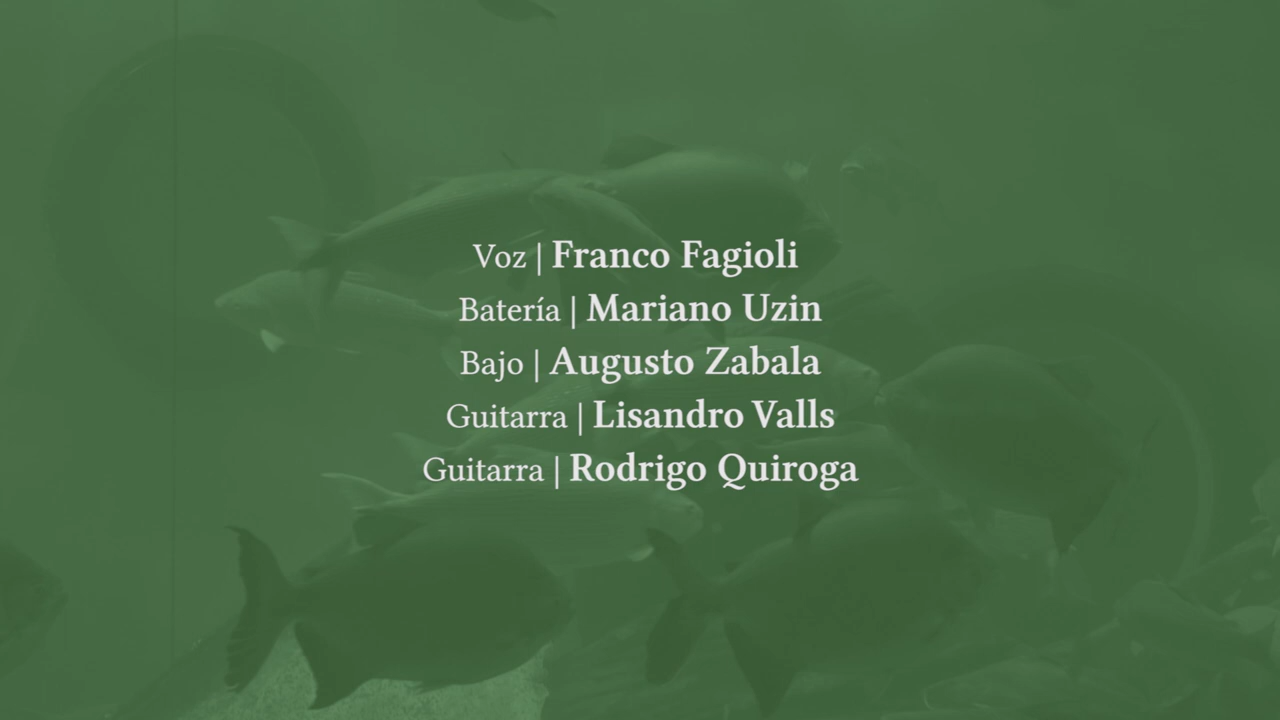 Voz | Franco Fagioli
Batería | Mariano Uzin
Bajo | Augusto Zabala
Guitarra | Lisandro Valls
Guitarra | Rodrigo Quiroga